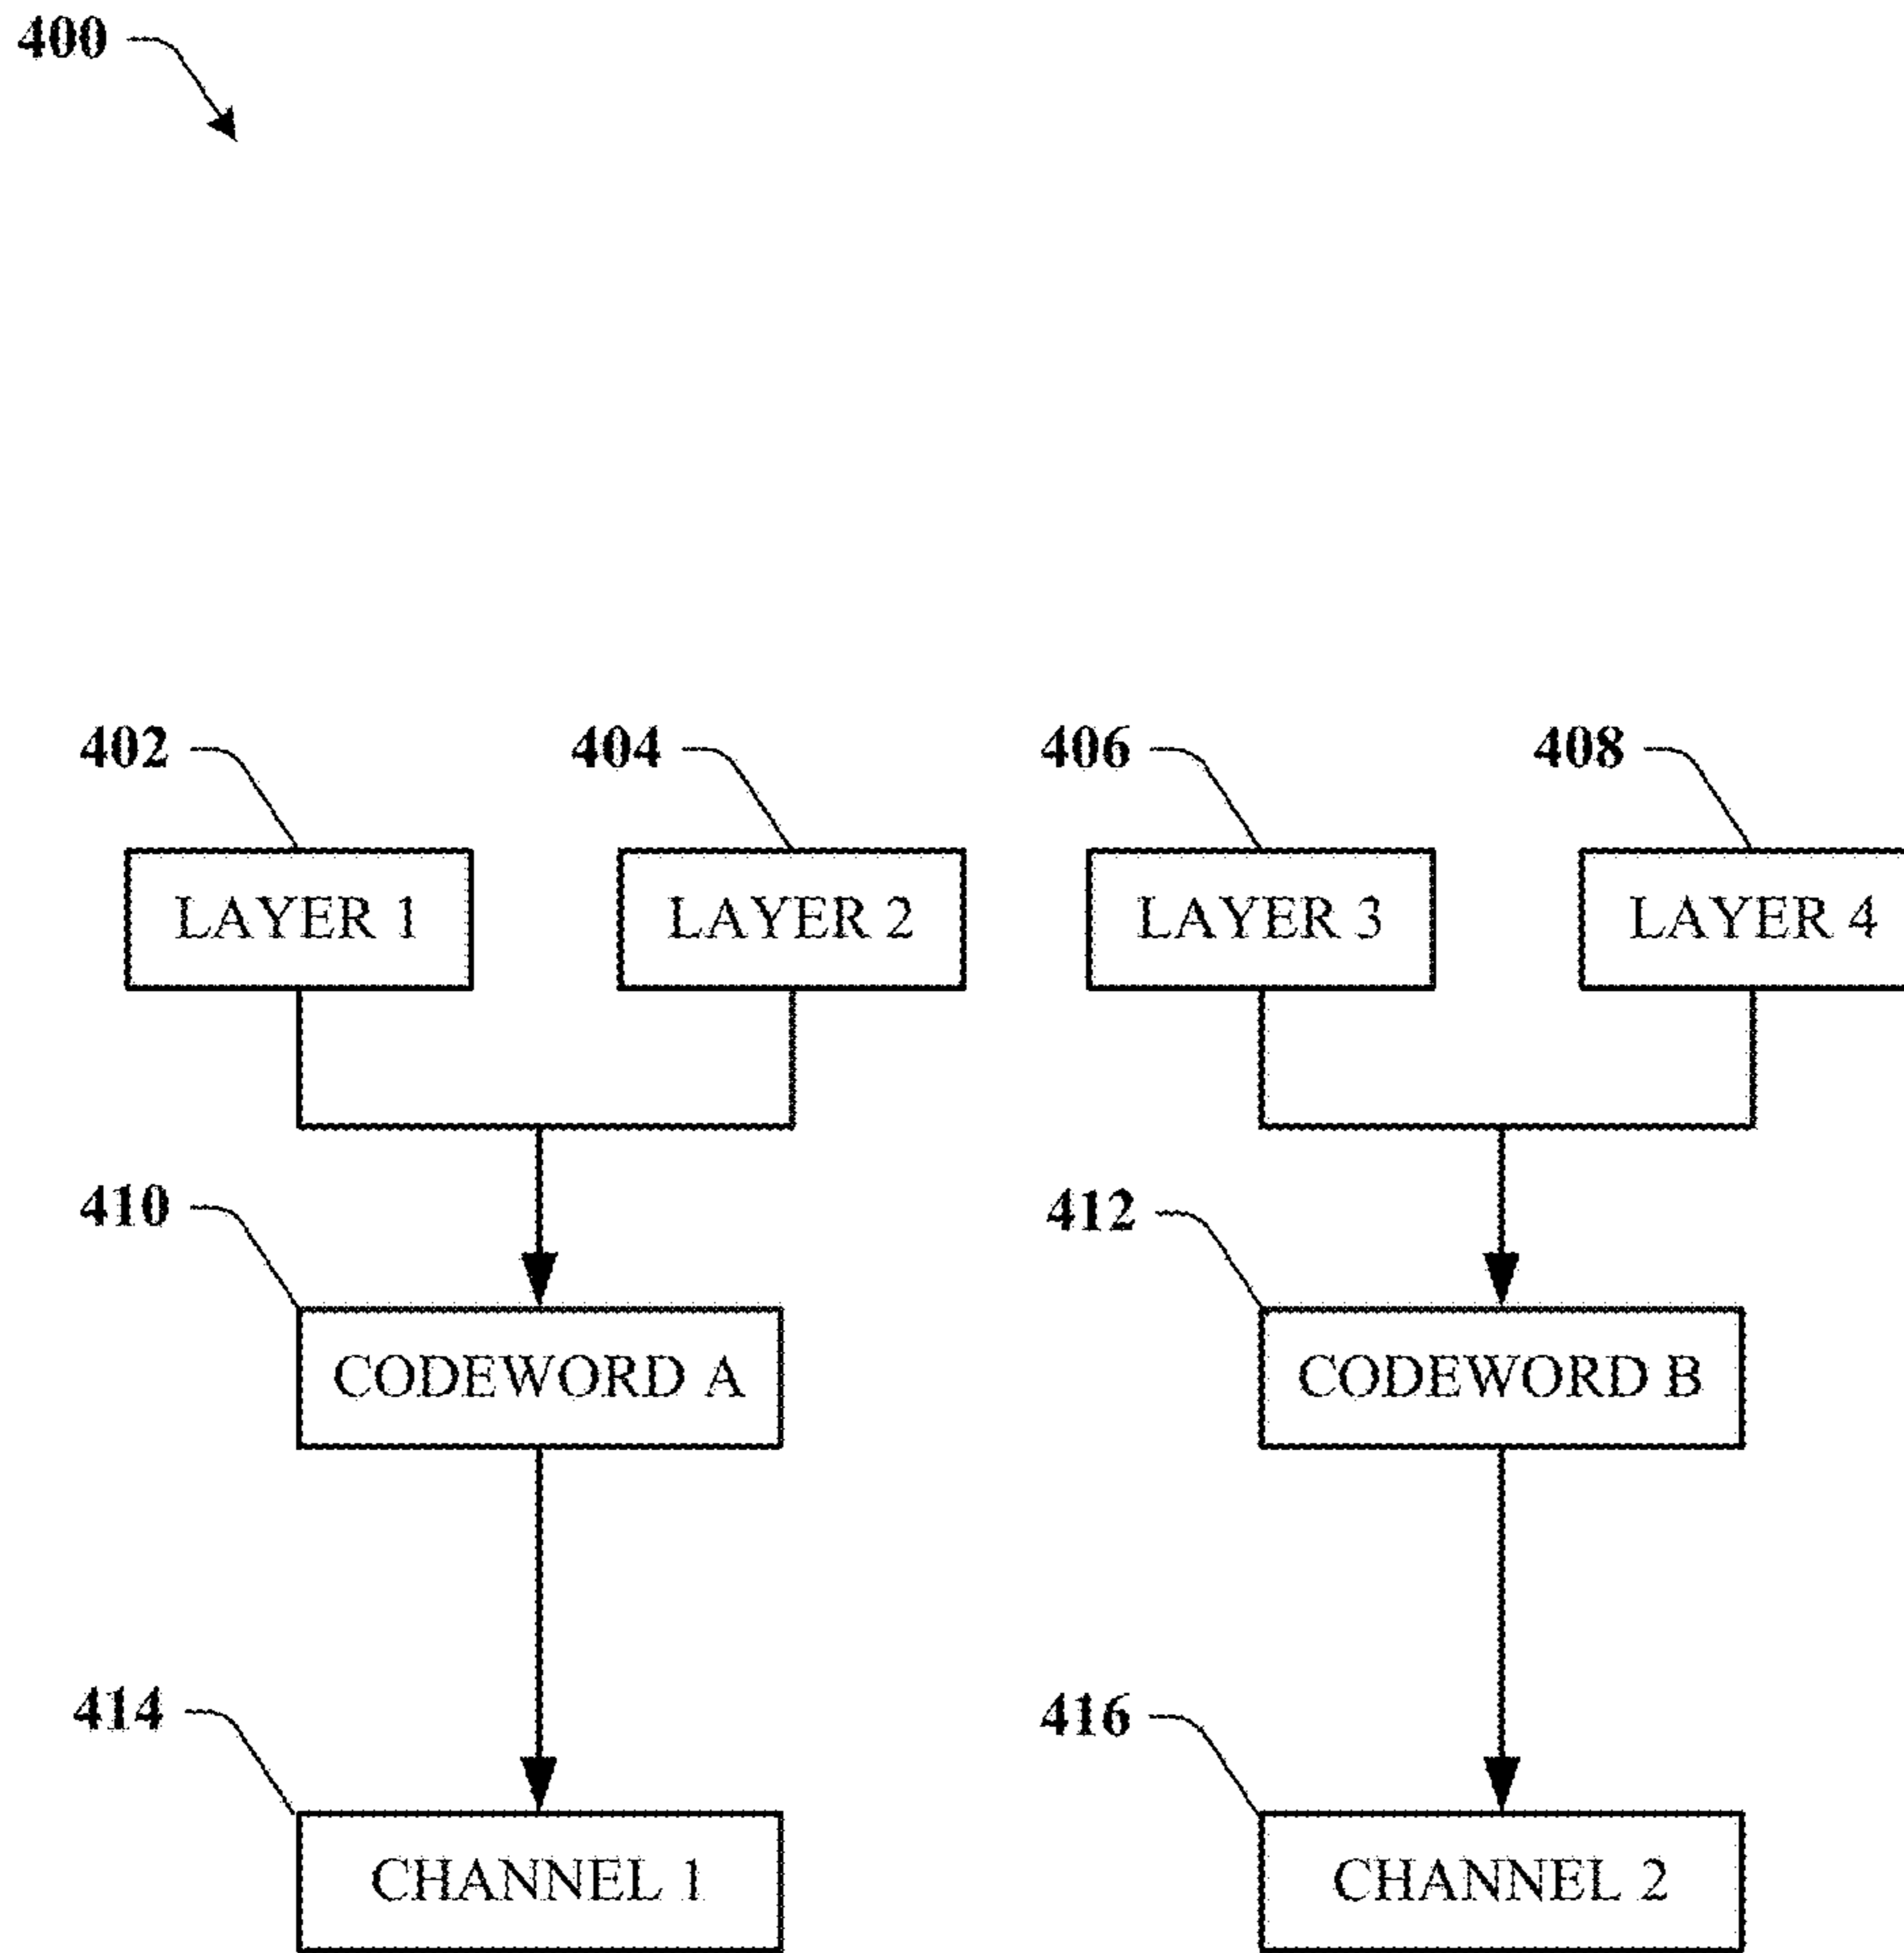 400
402 404 406 408
LAYER 1 LAYER 2 LAYER 3 LAYER 4
410 412
CODEWORD A CODEWORD B
414 416
CHANNEL 1 CHANNEL 2